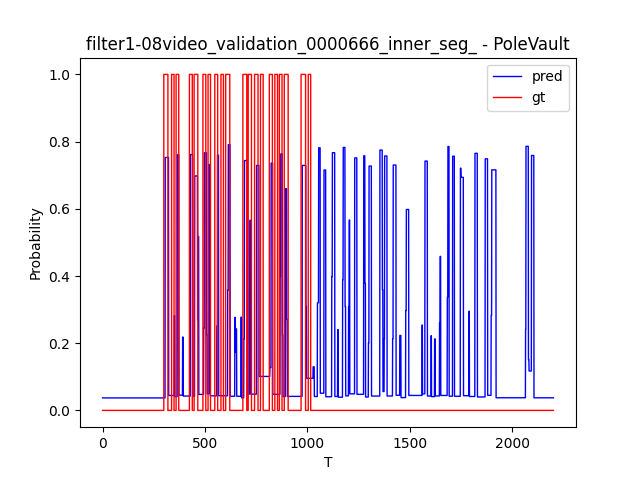 filter1-08video_validation_0000666_inner_seg_ - PoleVault
pred
gt
1.0
0.8
0.6
0.4
0.2
0.0
Probability
0
500
1000
1500
2000
T